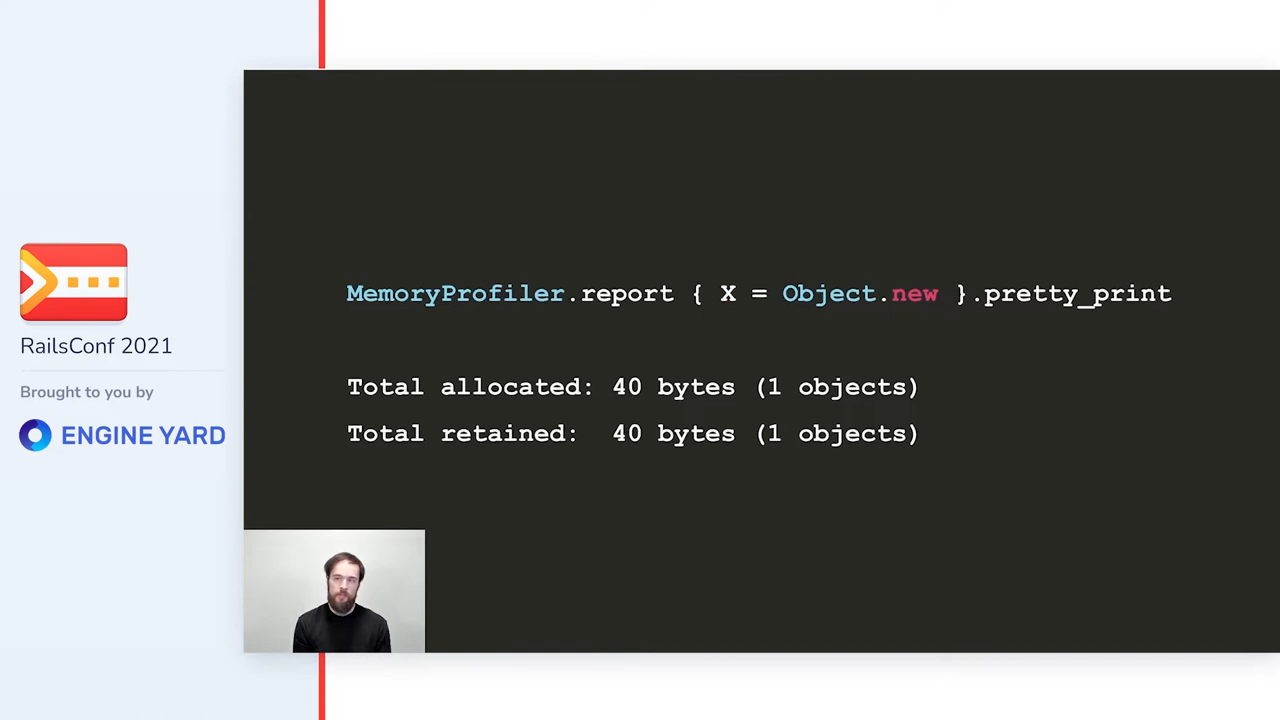 RailsConf 2021
Brought to you by
ENGINE YARD
MemoryProfiler.report { X = Object.new }.pretty_print
Total allocated: 40 bytes (1 objects)
Total retained:  40 bytes (1 objects)